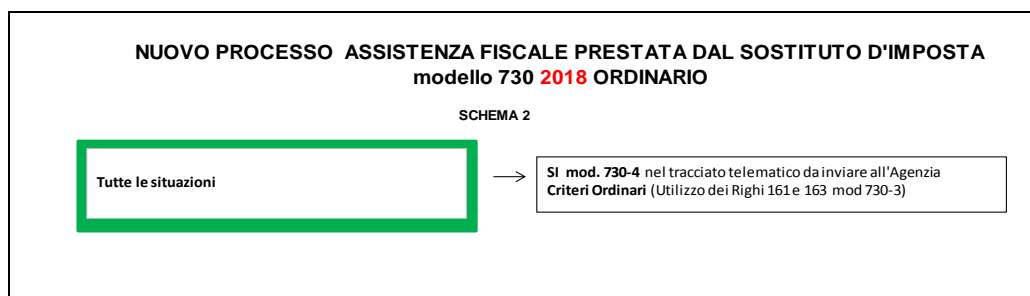 NUOVO PROCESSO ASSISTENZA FISCALE PRESTATA DAL SOSTITUTO D'IMPOSTA
modello 730 2018 ORDINARIO
SCHEMA 2
Tutte le situazioni
SI mod. 730-4 nel tracciato telematico da inviare all'Agenzia
Criteri Ordinari (Utilizzo dei Righi 161 e 163 mod 730-3)